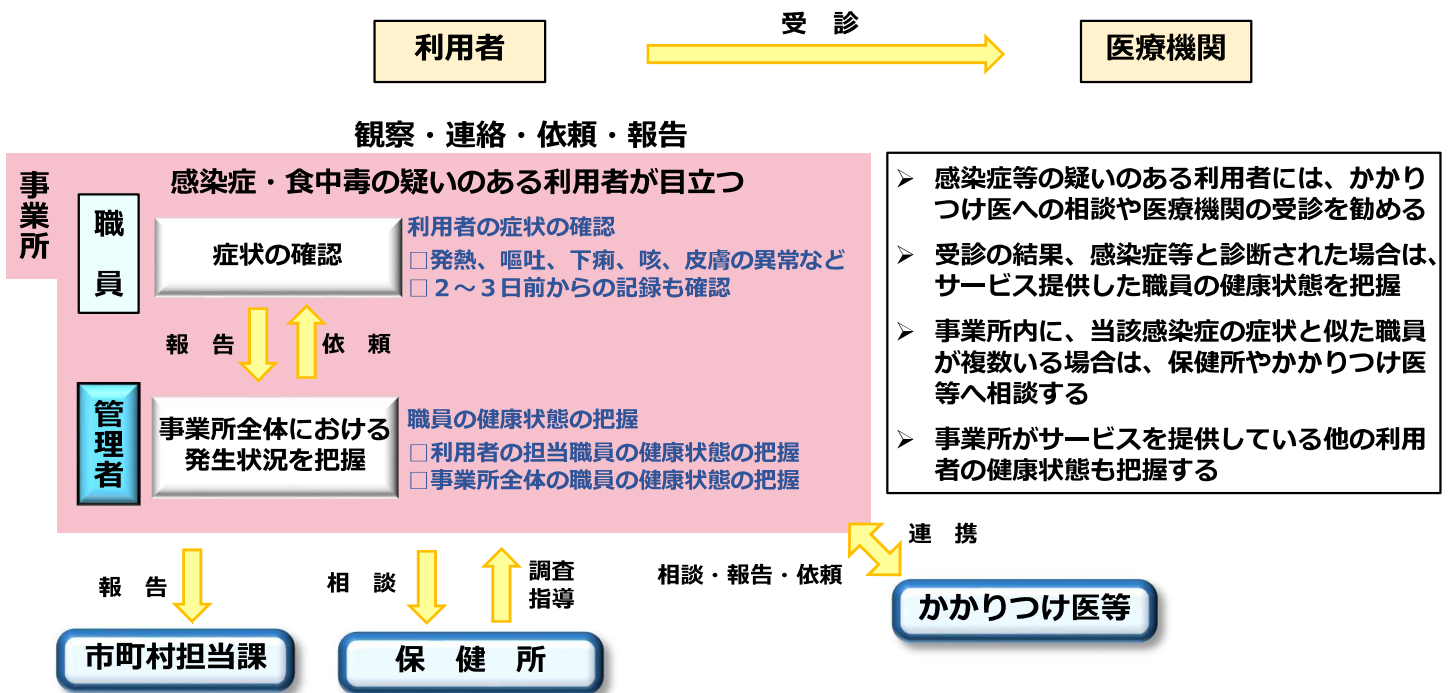 受　診
利用者
医療機関
観察・連絡・依頼・報告
事業所
感染症・食中毒の疑いのある利用者が目立つ
職員
症状の確認
利用者の症状の確認
□発熱、嘔吐、下痢、咳、皮膚の異常など
□２～３日前からの記録も確認
報　告
依　頼
管理者
事業所全体における
発生状況を把握
職員の健康状態の把握
□利用者の担当職員の健康状態の把握
□事業所全体の職員の健康状態の把握
➢ 感染症等の疑いのある利用者には、かかり
つけ医への相談や医療機関の受診を勧める
➢ 受診の結果、感染症等と診断された場合は、
サービス提供した職員の健康状態を把握
➢ 事業所内に、当該感染症の症状と似た職員
が複数いる場合は、保健所やかかりつけ医
等へ相談する
➢ 事業所がサービスを提供している他の利用
者の健康状態も把握する
報　告
相　談
調査
指導
相談・報告・依頼
連　携
市町村担当課
保　健　所
かかりつけ医等